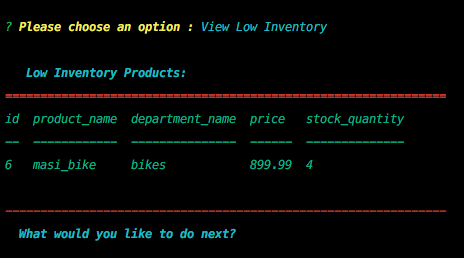 ? Please choose an option : View Low Inventory
Low Inventory Products:
id product_name department_name price stock_quantity
-- ------------ --------------- ------ --------------
6 masi_bike bikes 899.99 4
What would you like to do next?